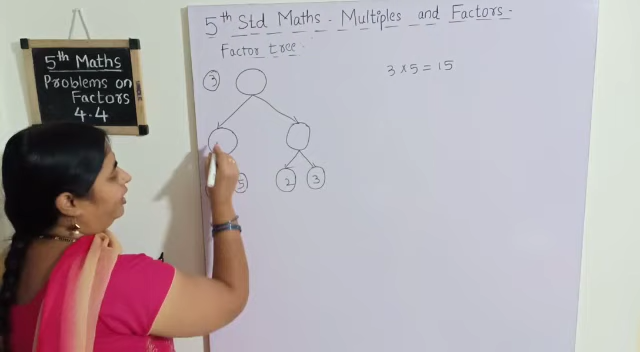 5th Std Maths - Multiples and Factors.
Factor tree.
3 × 5 = 15
3
5
2
3
5th Maths
Problems on
Factors
4.4